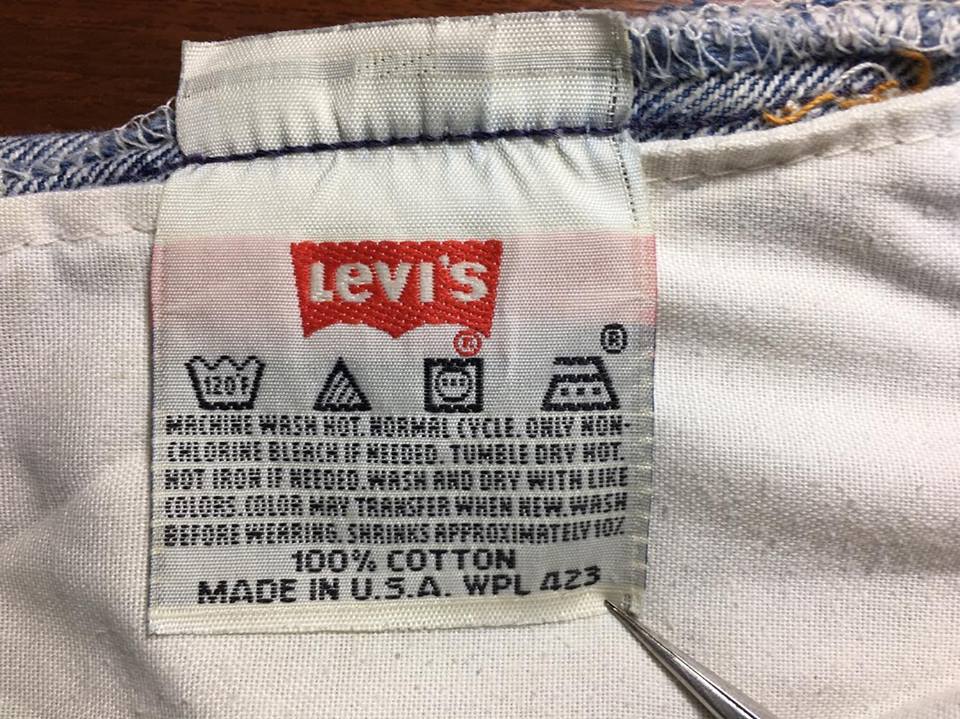 Levi's
®
®
120°F
MACHINE WASH HOT. NORMAL CYCLE. ONLY NON-
CHLORINE BLEACH IF NEEDED. TUMBLE DRY HOT.
HOT IRON IF NEEDED. WASH AND DRY WITH LIKE
COLORS. COLOR MAY TRANSFER WHEN NEW. WASH
BEFORE WEARING. SHRINKS APPROXIMATELY 10%
100% COTTON
MADE IN U.S.A. WPL 423